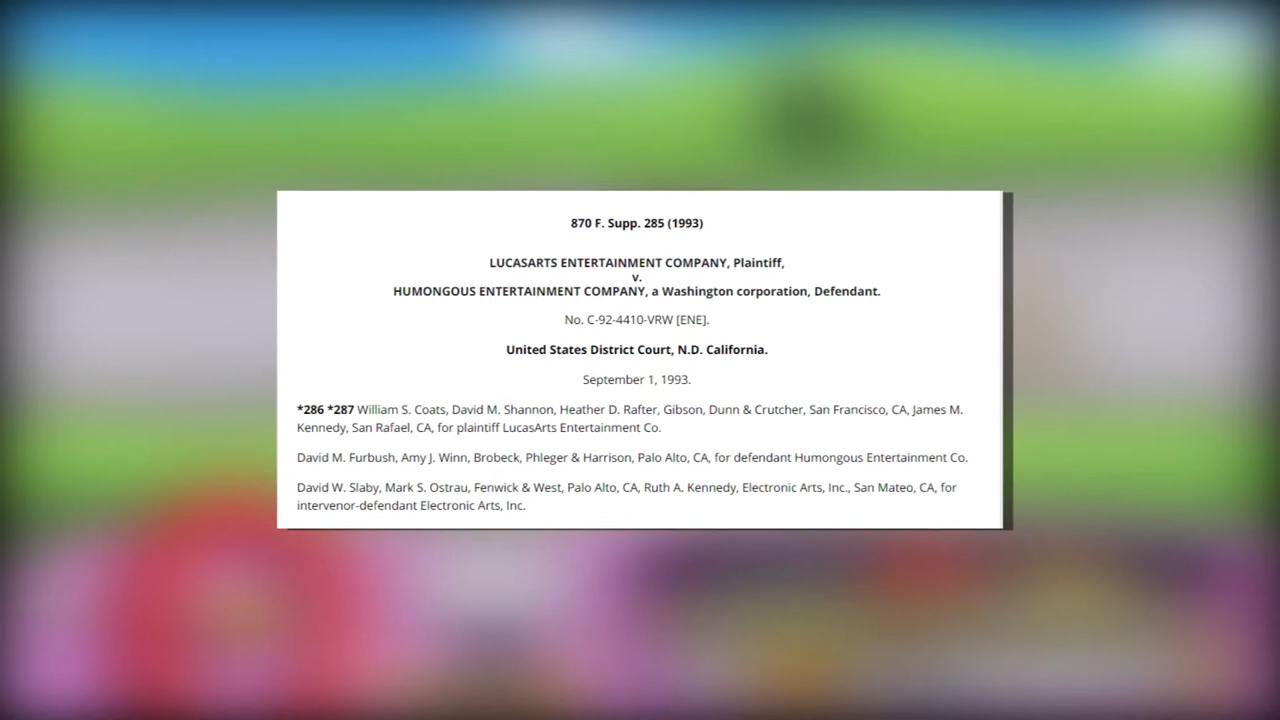 870 F. Supp. 285 (1993)
LUCASARTS ENTERTAINMENT COMPANY, Plaintiff,
v.
HUMONGOUS ENTERTAINMENT COMPANY, a Washington corporation, Defendant.
No. C-92-4410-VRW [ENE].
United States District Court, N.D. California.
September 1, 1993.
*286 *287 William S. Coats, David M. Shannon, Heather D. Rafter, Gibson, Dunn & Crutcher, San Francisco, CA, James M.
Kennedy, San Rafael, CA, for plaintiff LucasArts Entertainment Co.
David M. Furbush, Amy J. Winn, Brobeck, Phleger & Harrison, Palo Alto, CA, for defendant Humongous Entertainment Co.
David W. Slaby, Mark S. Ostrau, Fenwick & West, Palo Alto, CA, Ruth A. Kennedy, Electronic Arts, Inc., San Mateo, CA, for
intervenor-defendant Electronic Arts, Inc.